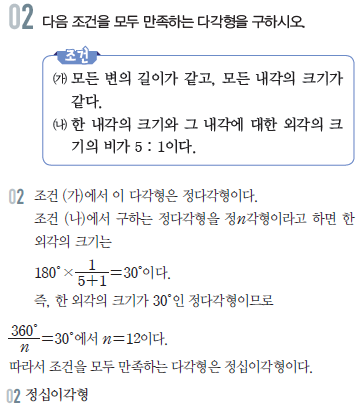 02 다음 조건을 모두 만족하는 다각형을 구하시오.
조건
㈎ 모든 변의 길이가 같고, 모든 내각의 크기가
같다.
㈏ 한 내각의 크기와 그 내각에 대한 외각의 크
기의 비가 5 : 1이다.
02 조건 ㈎에서 이 다각형은 정다각형이다.
조건 ㈏에서 구하는 정다각형을 정n각형이라고 하면 한
외각의 크기는
180°×1/(5+1)=30°이다.
즉, 한 외각의 크기가 30°인 정다각형이므로
360°/n=30°에서 n=12이다.
따라서 조건을 모두 만족하는 다각형은 정십이각형이다.
02 정십이각형